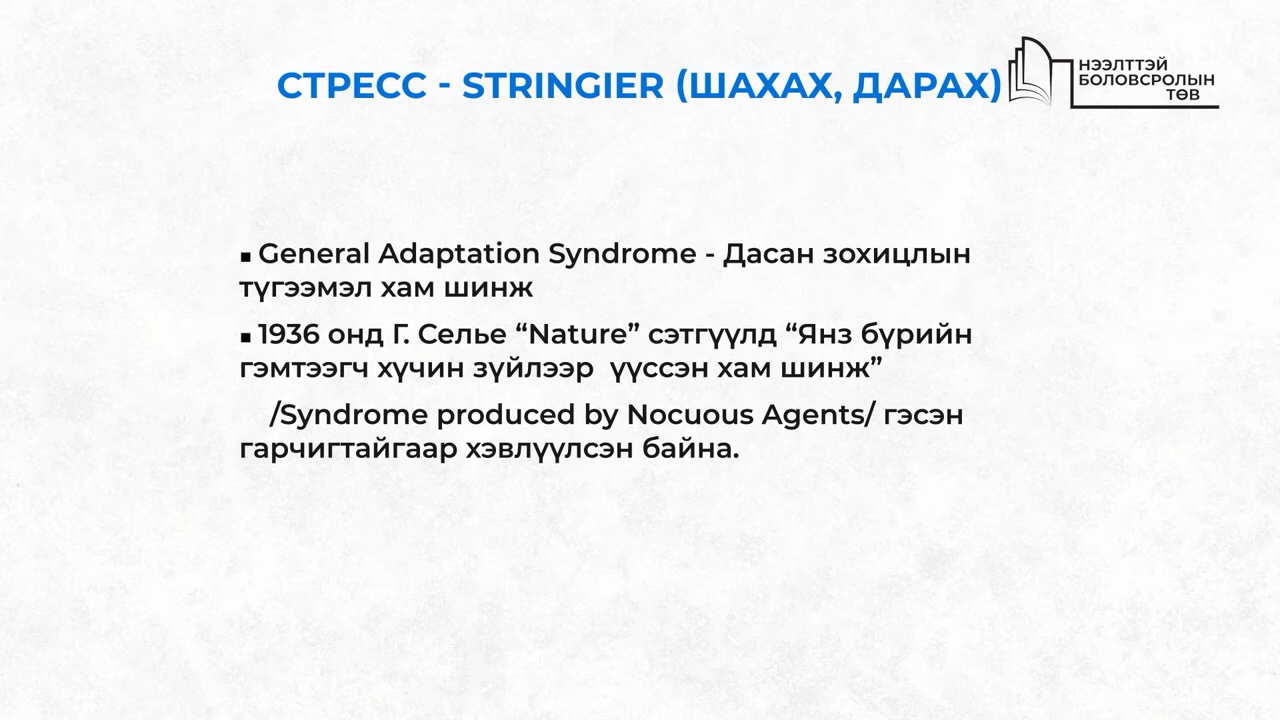 СТРЕСС - STRINGIER (ШАХАХ, ДАРАХ)
НЭЭЛТТЭЙ
БОЛОВСРОЛЫН
ТӨВ
▪ General Adaptation Syndrome - Дасан зохицлын
түгээмэл хам шинж
▪ 1936 онд Г. Селье “Nature” сэтгүүлд “Янз бүрийн
гэмтээгч хүчин зүйлээр үүссэн хам шинж”
/Syndrome produced by Nocuous Agents/ гэсэн
гарчигтайгаар хэвлүүлсэн байна.